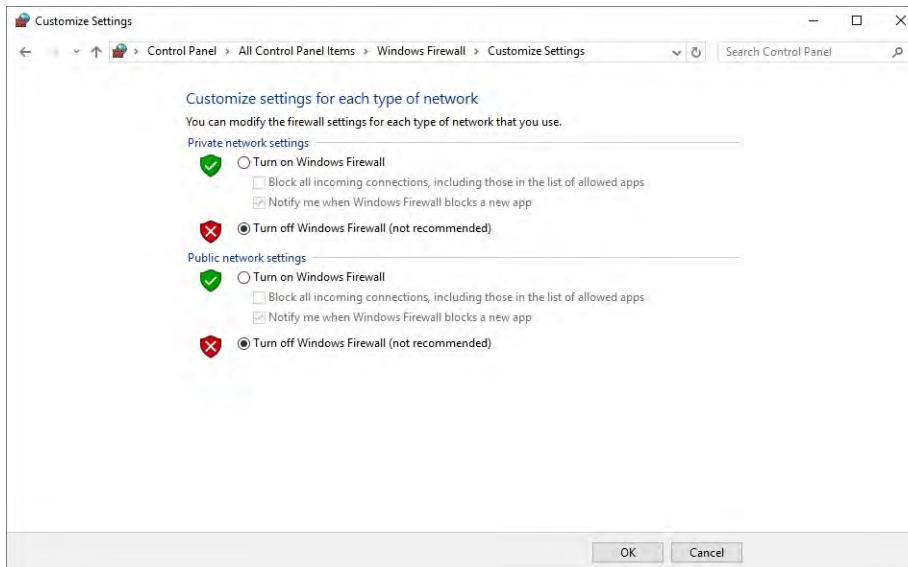 Customize Settings
Control Panel > All Control Panel Items > Windows Firewall > Customize Settings
Search Control Panel
Customize settings for each type of network
You can modify the firewall settings for each type of network that you use.
Private network settings
Turn on Windows Firewall
Block all incoming connections, including those in the list of allowed apps
Notify me when Windows Firewall blocks a new app
Turn off Windows Firewall (not recommended)
Public network settings
Turn on Windows Firewall
Block all incoming connections, including those in the list of allowed apps
Notify me when Windows Firewall blocks a new app
Turn off Windows Firewall (not recommended)
OK
Cancel